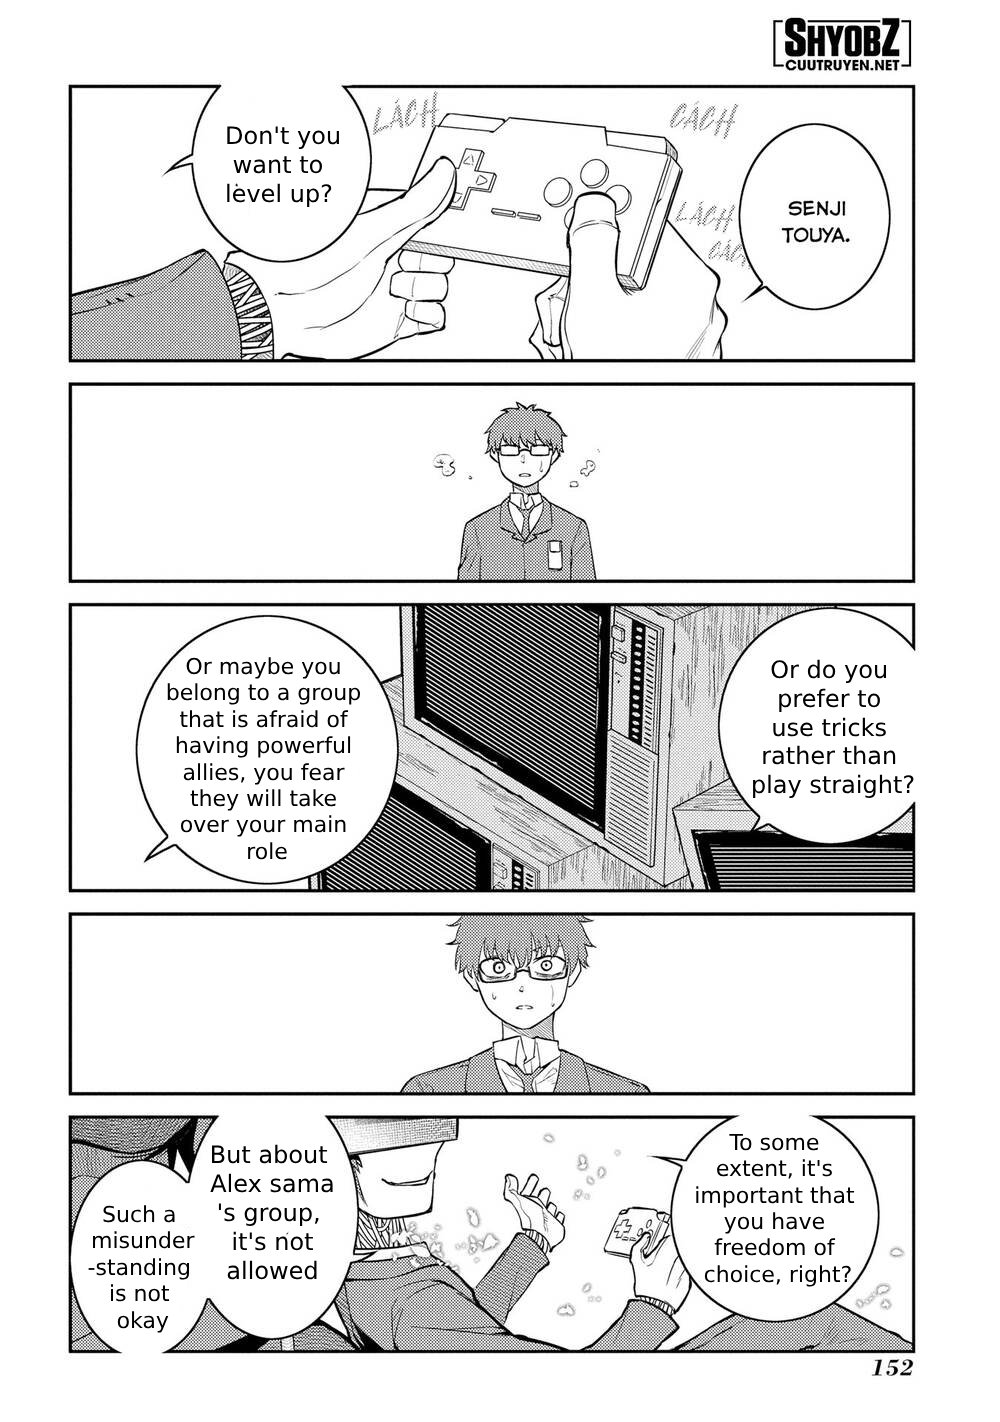 SHYOBZ
CUUTRUYEN.NET
SENJI
TOUYA.
CÁCH
LÁCH
CÁCH
LÁCH
Don't you
want to
level up?
Or do you
prefer to
use tricks
rather than
play straight?
Or maybe you
belong to a group
that is afraid of
having powerful
allies, you fear
they will take
over your main
role
To some
extent, it's
important that
you have
freedom of
choice, right?
But about
Alex sama
's group,
it's not
allowed
Such a
misunder
-standing
is not
okay
152